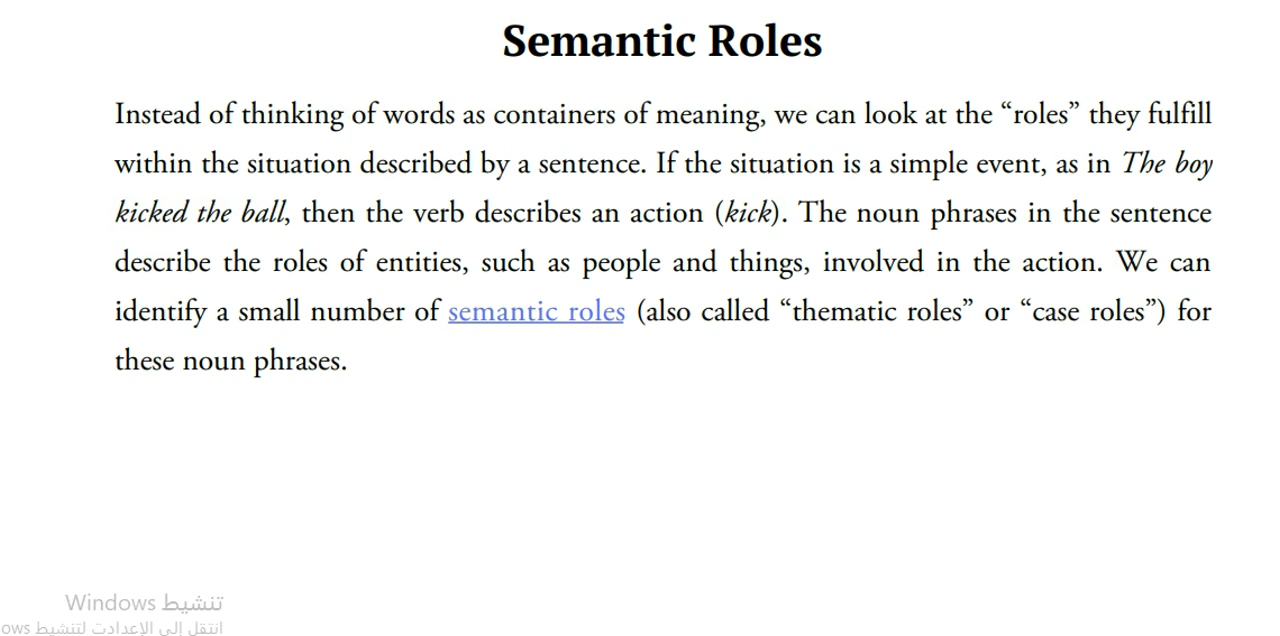 Semantic Roles
Instead of thinking of words as containers of meaning, we can look at the “roles” they fulfill
within the situation described by a sentence. If the situation is a simple event, as in The boy
kicked the ball, then the verb describes an action (kick). The noun phrases in the sentence
describe the roles of entities, such as people and things, involved in the action. We can
identify a small number of semantic roles (also called “thematic roles” or “case roles”) for
these noun phrases.
تنشيط Windows
انتقل إلى الإعدادت لتنشيط ows